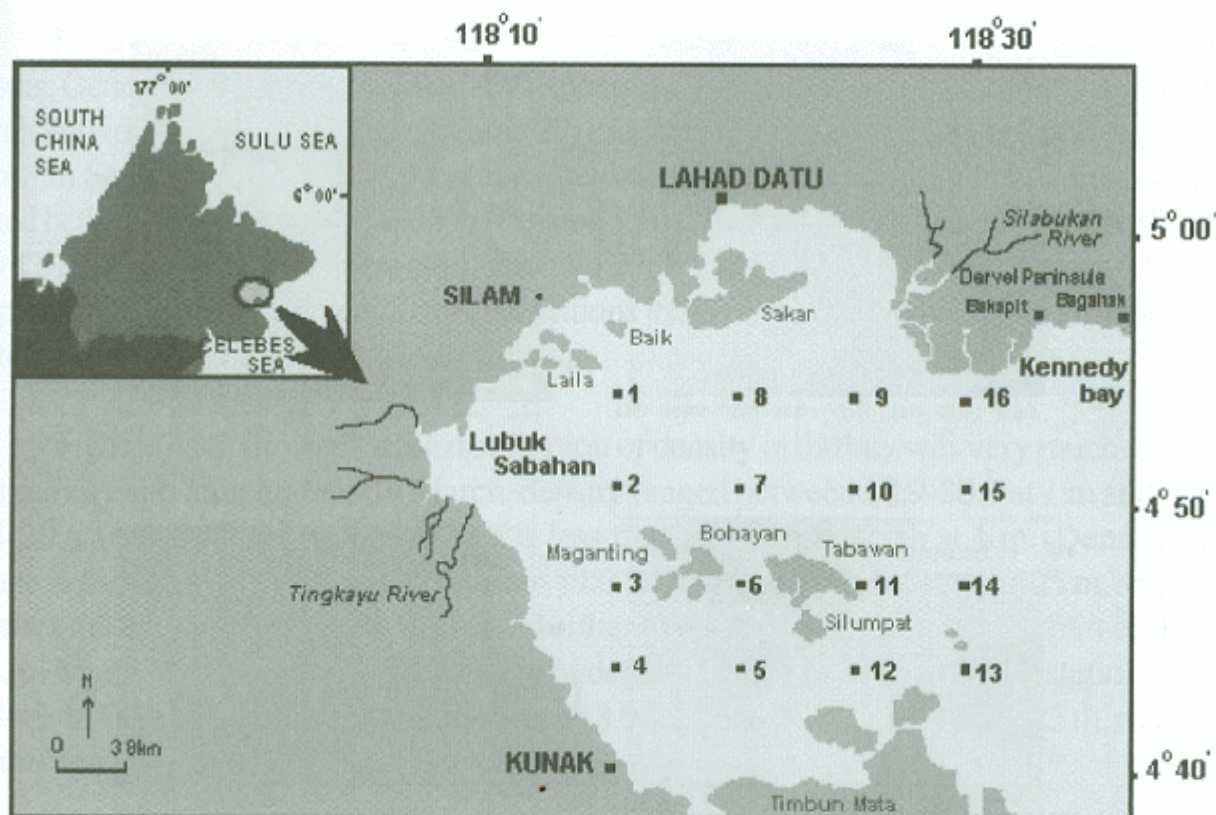 118°10'
118°30'
177°00'
SOUTH
CHINA
SEA
SULU SEA
6°00'
CELEBES
SEA
LAHAD DATU
Silabukan
River
5°00'
Darvel Peninsule
Bakapit
Bagahak
SILAM
Sakar
Baik
Laila
Kennedy
bay
1
8
9
16
Lubuk
Sabahan
2
7
10
15
4°50'
Maganting
Bohayan
Tabawan
Tingkayu River
3
6
11
14
Silumpat
4
5
12
13
N
0 38km
KUNAK
4°40'
Timbun Mata